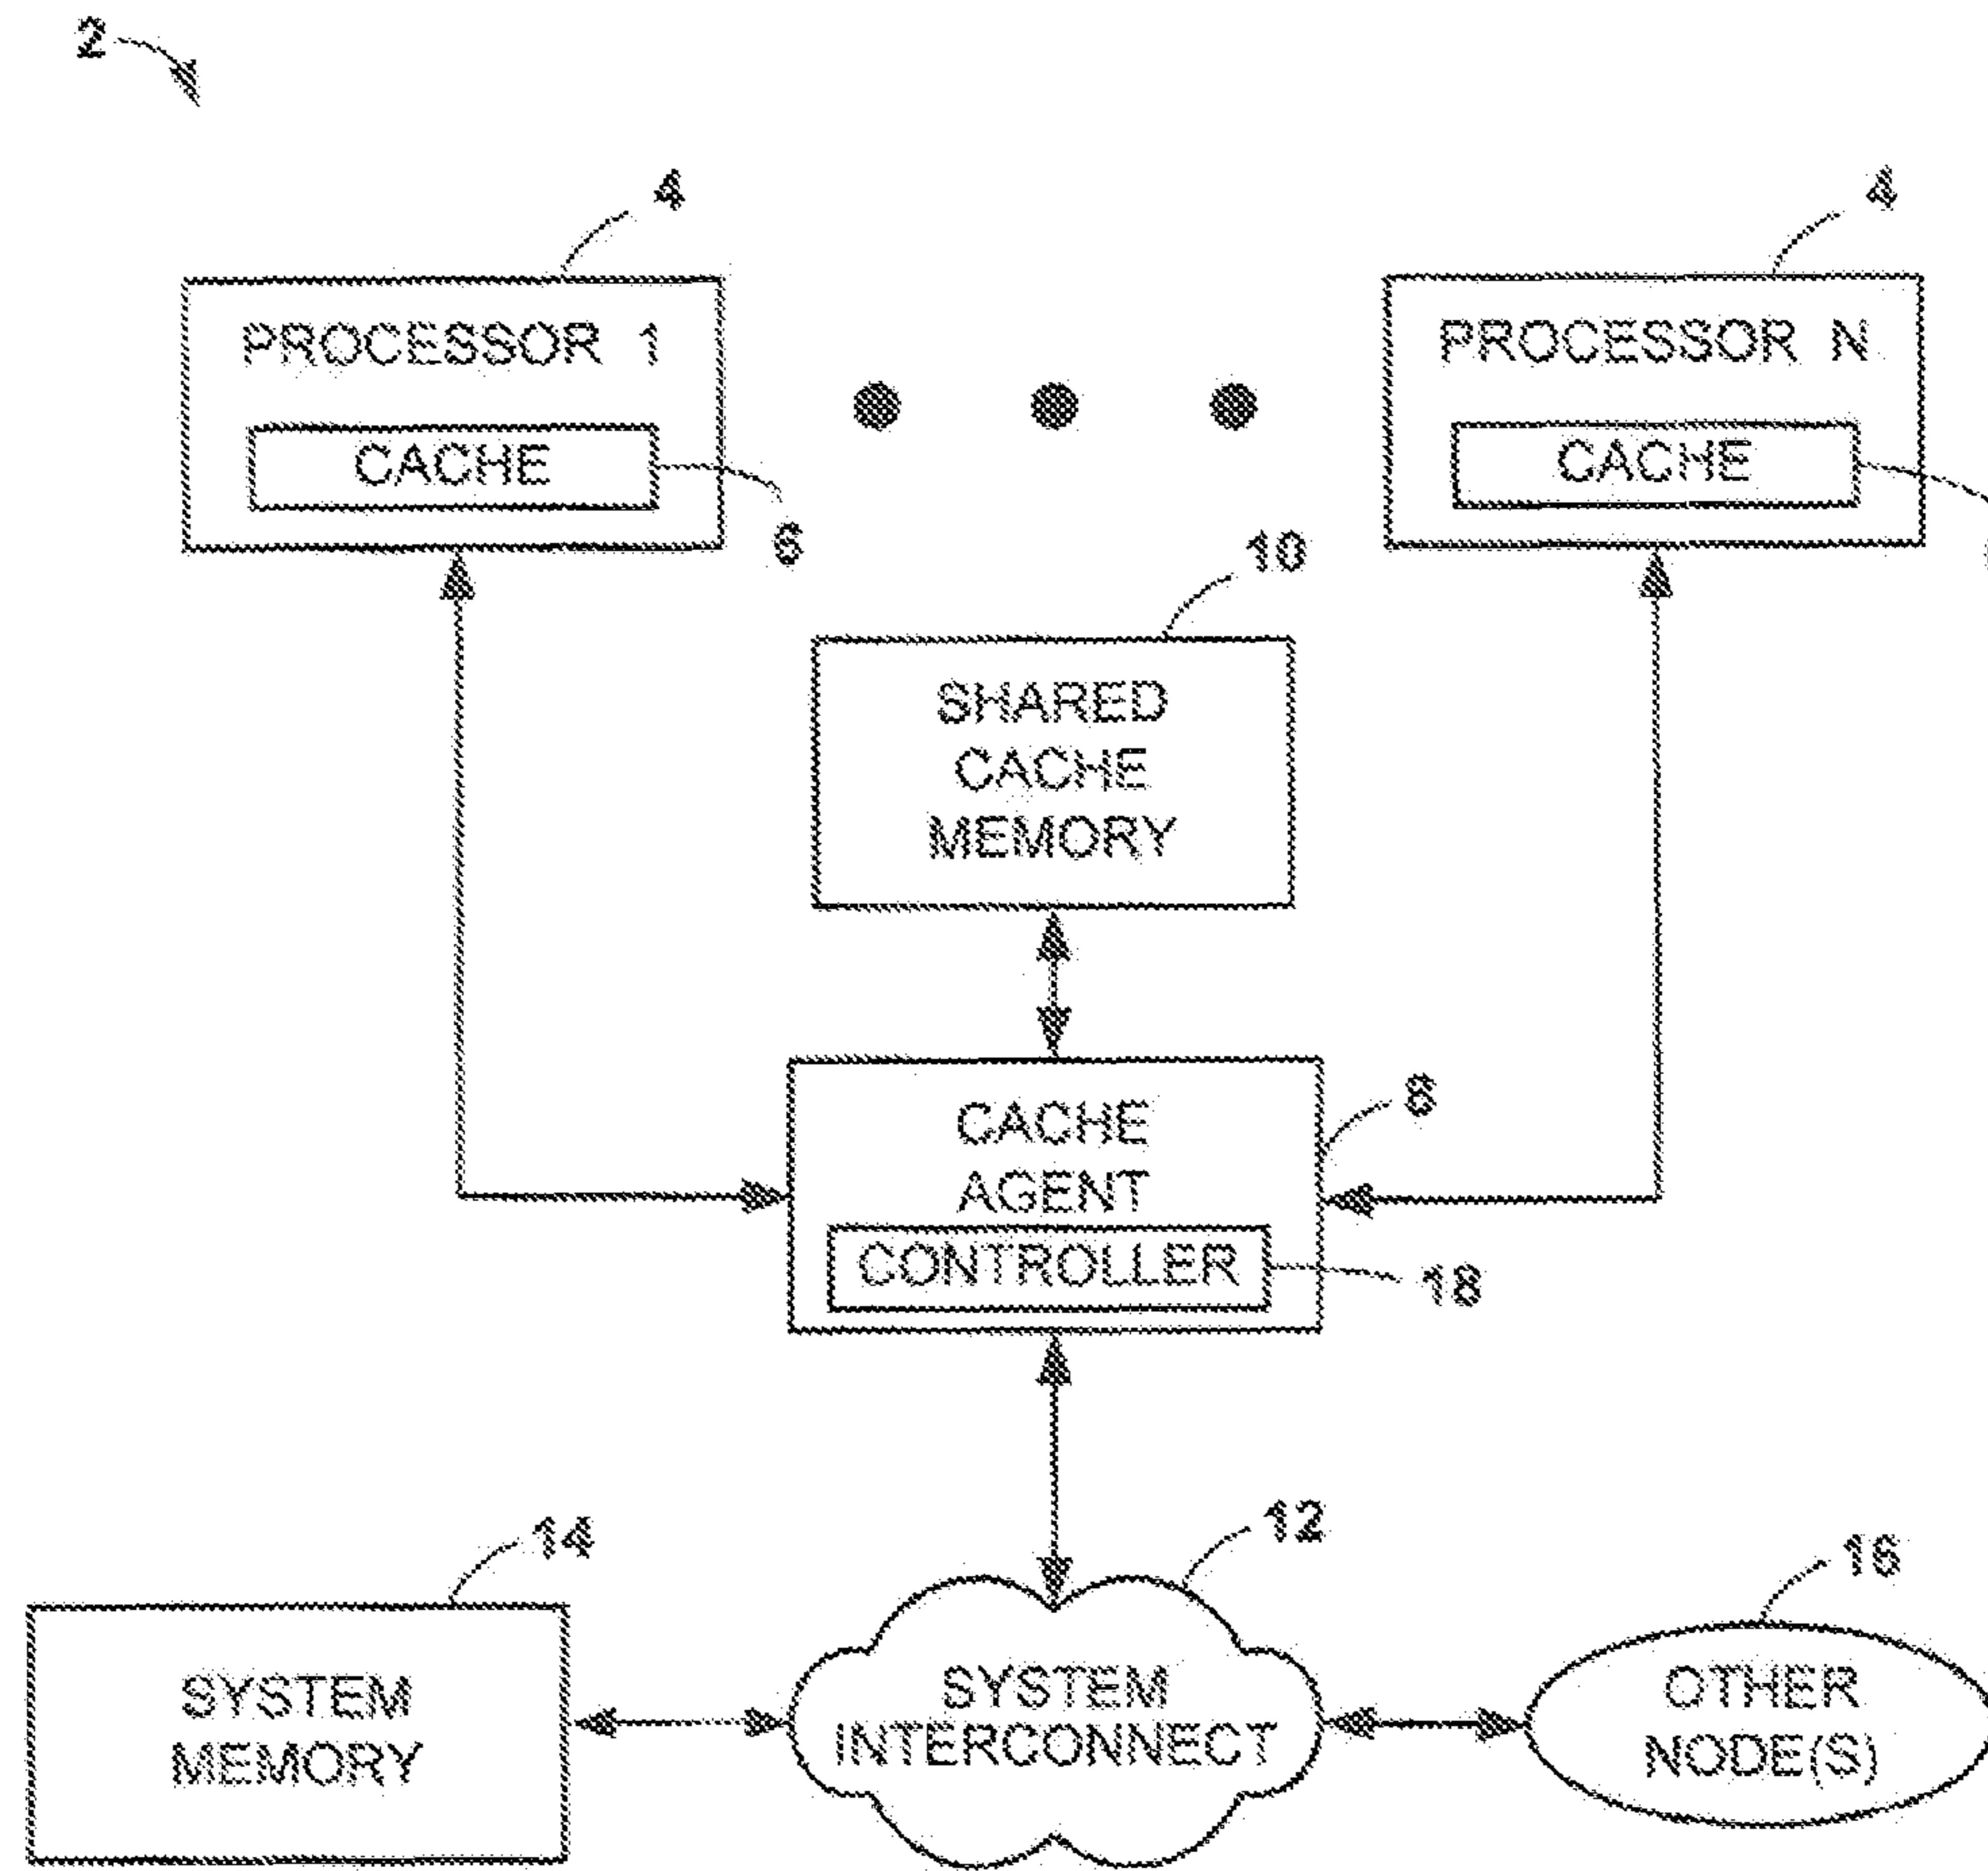 2
4
4
PROCESSOR 1
PROCESSOR N
CACHE
CACHE
6
10
SHARED
CACHE
MEMORY
8
CACHE
AGENT
CONTROLLER
18
14
12
16
SYSTEM
MEMORY
SYSTEM
INTERCONNECT
OTHER
NODE(S)